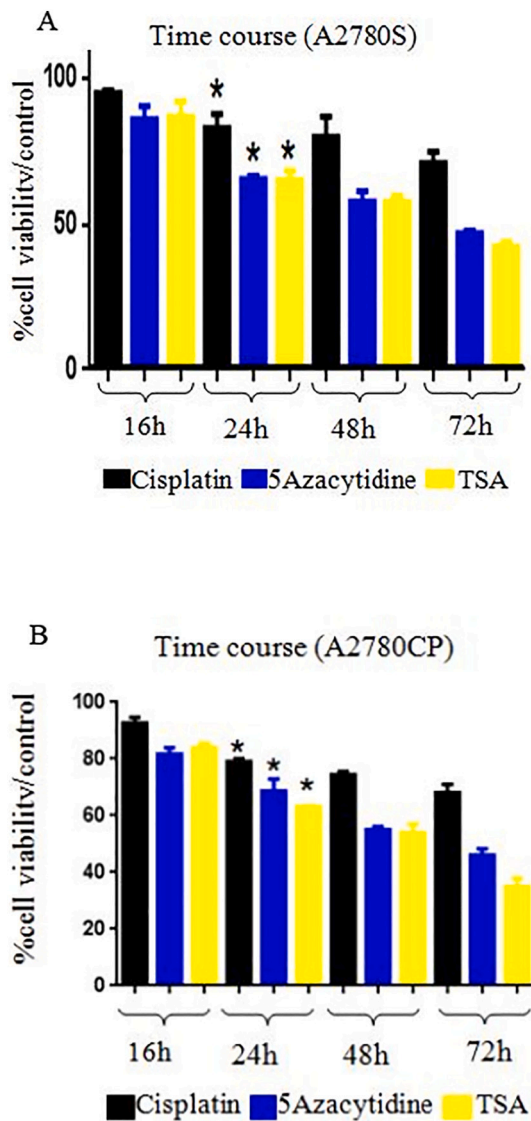 A
Time course (A2780S)
%cell viability/control
100
50
0
* * *
16h 24h 48h 72h
Cisplatin 5Azacytidine TSA
B
Time course (A2780CP)
%cell viability/control
100
80
60
40
20
0
* * *
16h 24h 48h 72h
Cisplatin 5Azacytidine TSA